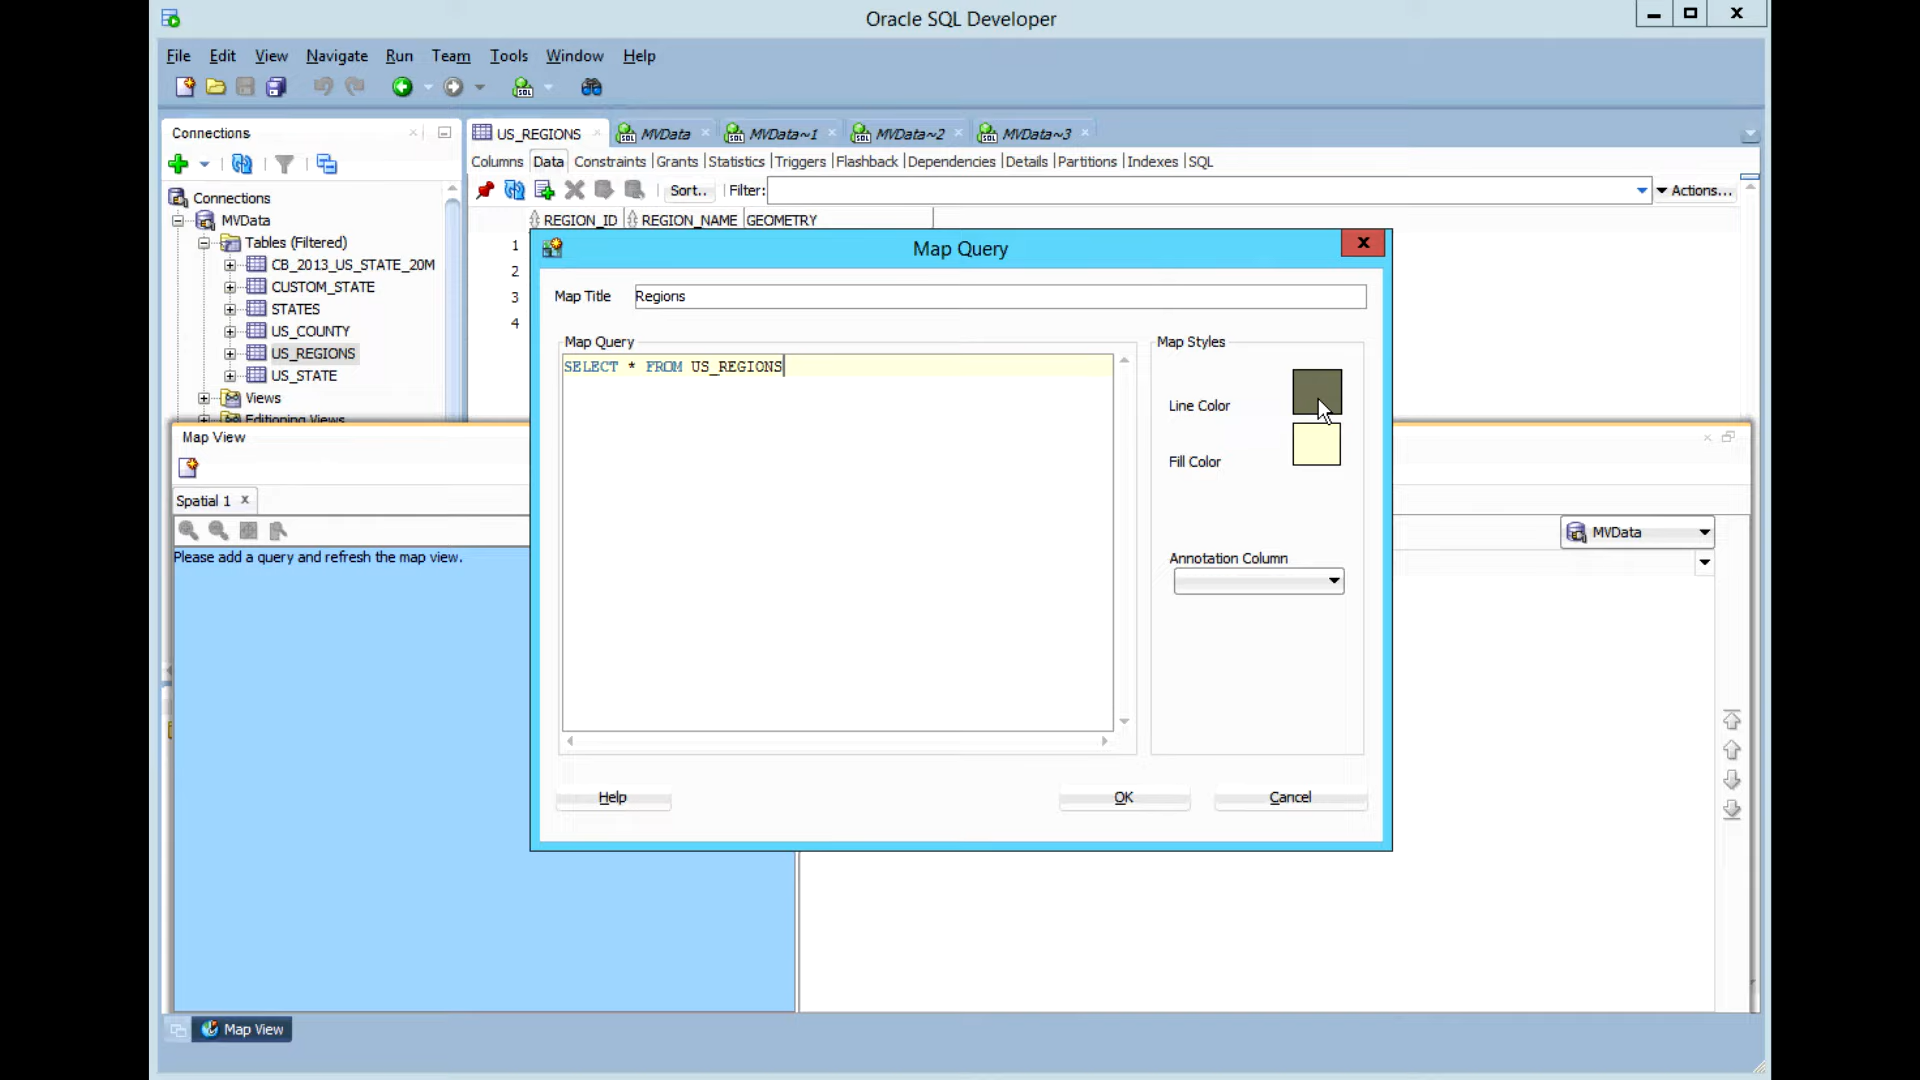 Oracle SQL Developer
File Edit View Navigate Run Team Tools Window Help
Connections
US_REGIONS MVData MVData~1 MVData~2 MVData~3
Columns Data Constraints Grants Statistics Triggers Flashback Dependencies Details Partitions Indexes SQL
Sort.. Filter: Actions...
Connections
MVData
Tables (Filtered)
CB_2013_US_STATE_20M
CUSTOM_STATE
STATES
US_COUNTY
US_REGIONS
US_STATE
Views
Editioning Views
REGION_ID REGION_NAME GEOMETRY
1
2
3
4
Map Query
Map Title Regions
Map Query
SELECT * FROM US_REGIONS
Map Styles
Line Color
Fill Color
Annotation Column
Help OK Cancel
Map View
Spatial 1
Please add a query and refresh the map view.
MVData
Map View